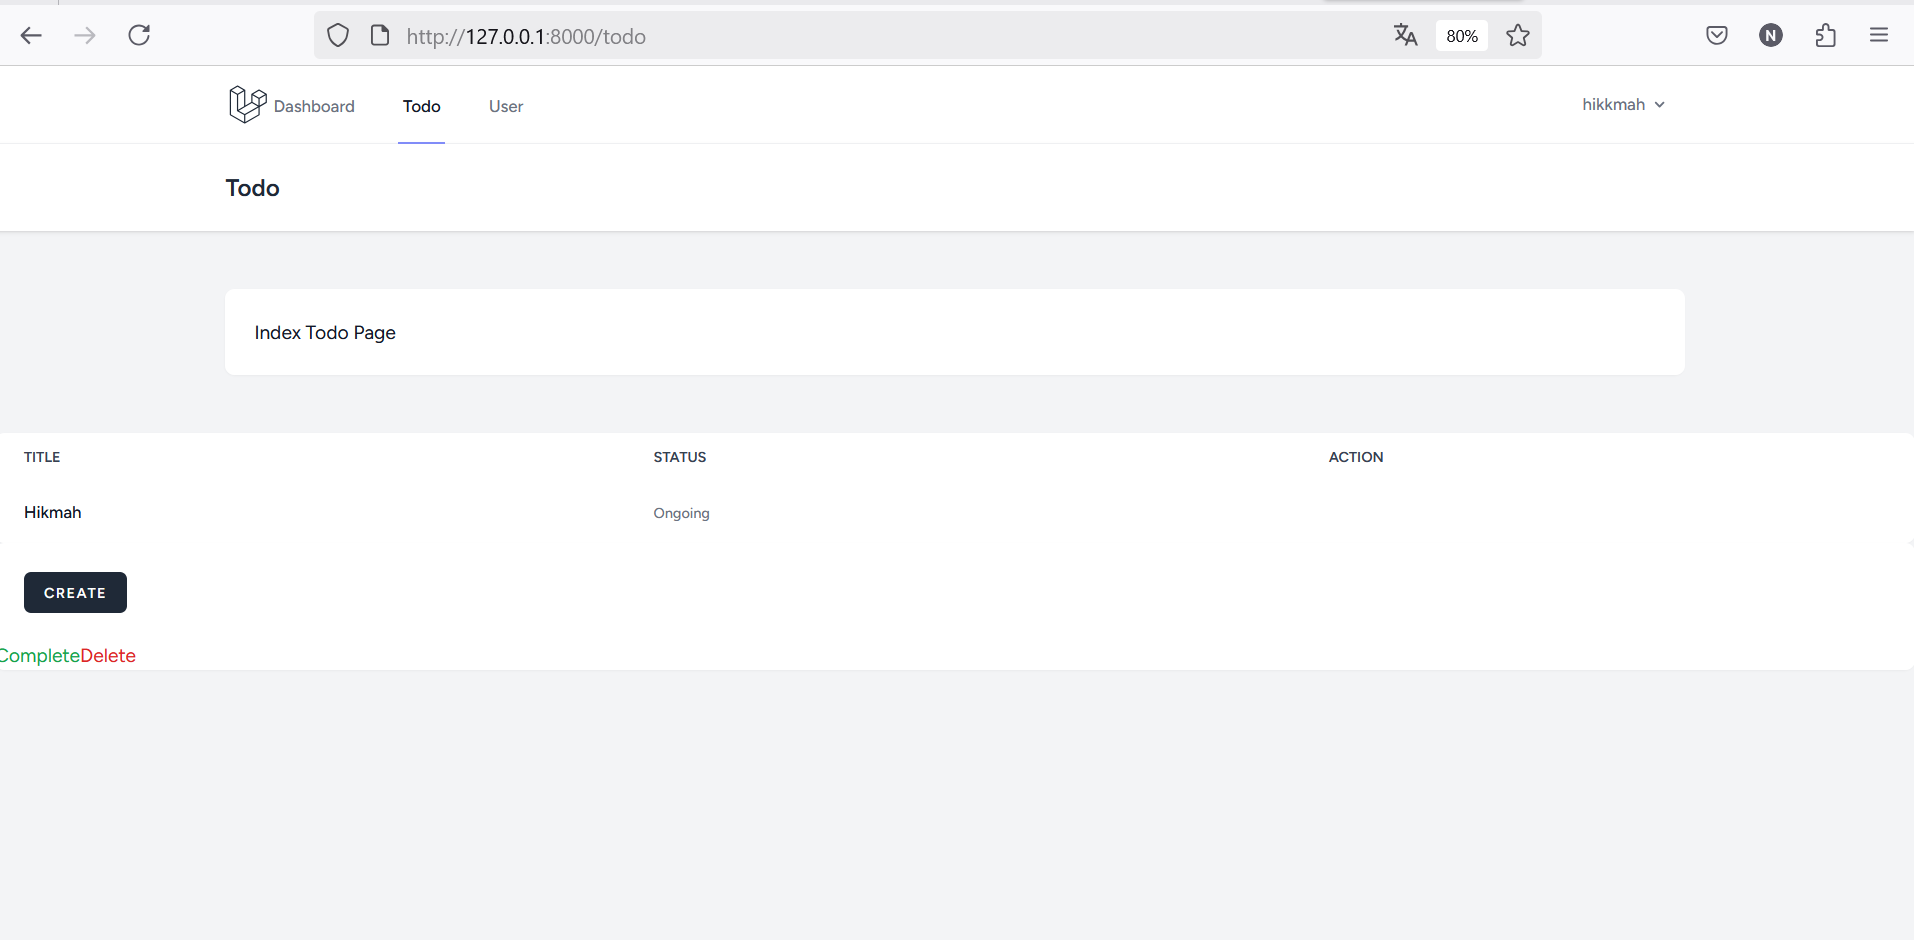 http://127.0.0.1:8000/todo 80% N
Dashboard Todo User hikkmah
Todo
Index Todo Page
TITLE STATUS ACTION
Hikmah Ongoing
CREATE
CompleteDelete